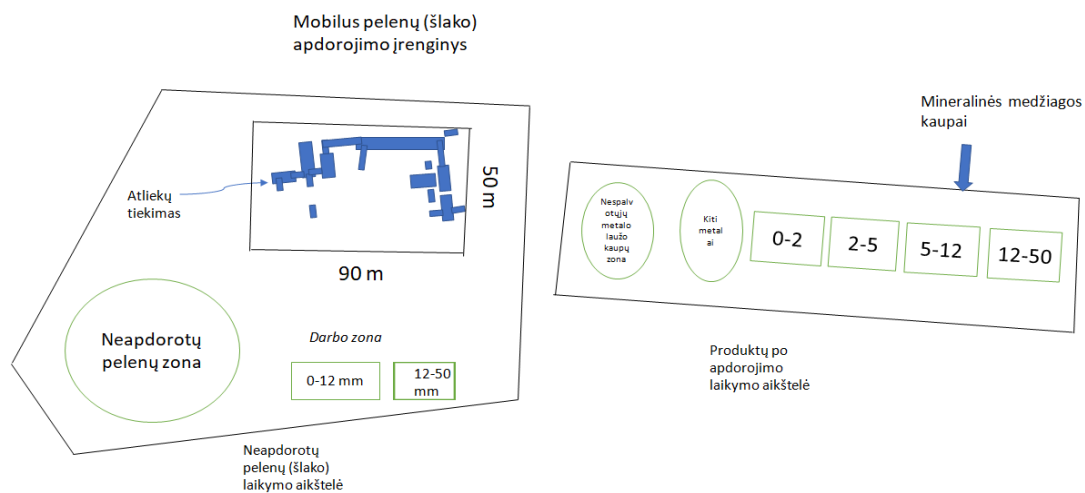 Mobilus pelenų (šlako)
apdorojimo įrenginys
Atliekų
tiekimas
50 m
90 m
Neapdorotų
pelenų zona
Darbo zona
0-12 mm
12-50
mm
Neapdorotų
pelenų (šlako)
laikymo aikštelė
Mineralinės medžiagos
kaupai
Nespalv
otųjų
metalo
laužo
kaupų
zona
Kiti
metal
ai
0-2
2-5
5-12
12-50
Produktų po
apdorojimo
laikymo aikštelė